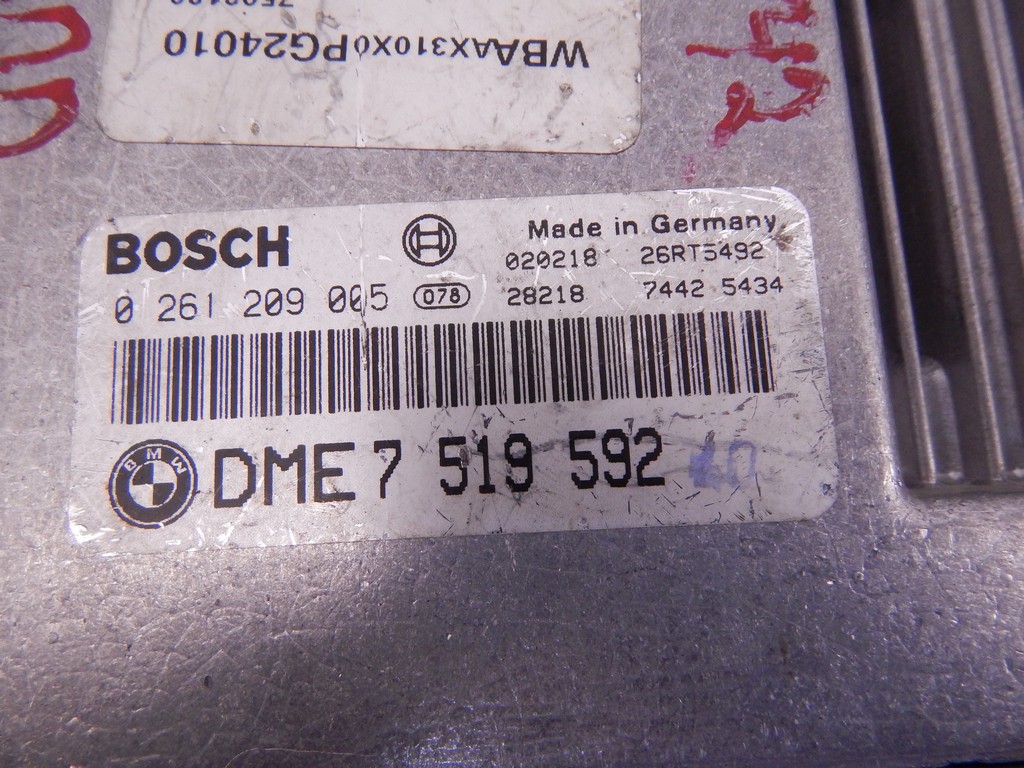 WBAAX310X0PG24010
BOSCH
Made in Germany
020218 26RT5492
0 261 209 005 078 28218 7442 5434
BMW
DME 7 519 592